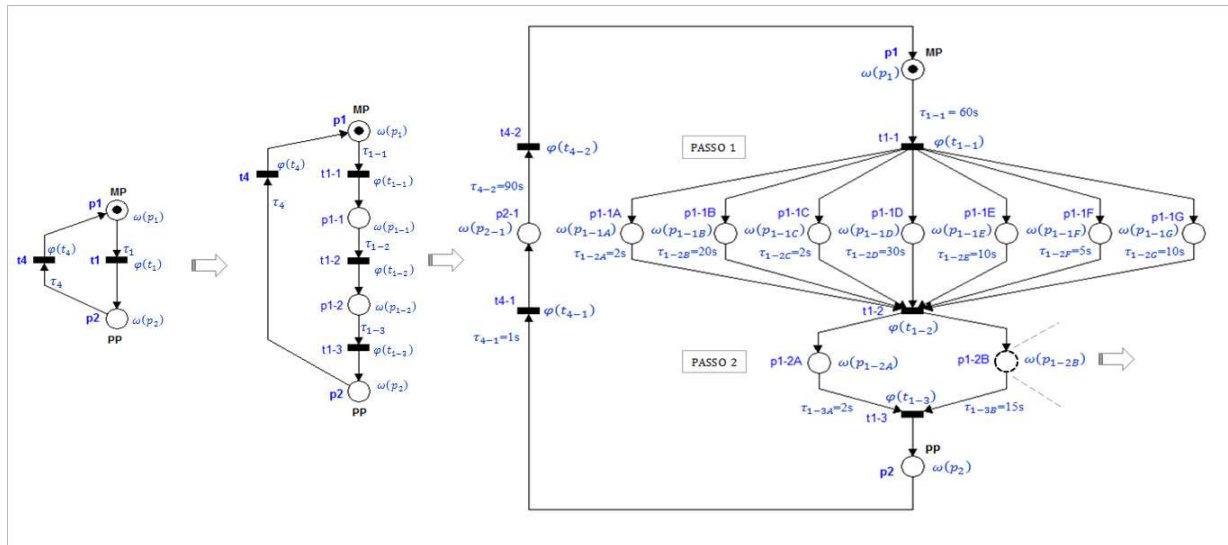 MP
p1
ω(p₁)
τ₁
φ(t₄)
t4
t1
φ(t₁)
τ₄
p2
ω(p₂)
PP
MP
p1
ω(p₁)
τ₁₋₁
φ(t₄)
t4
t1-1
φ(t₁₋₁)
τ₄
p1-1
ω(p₁₋₁)
τ₁₋₂
t1-2
φ(t₁₋₂)
p1-2
ω(p₁₋₂)
τ₁₋₃
t1-3
φ(t₁₋₃)
p2
ω(p₂)
PP
p1 MP
ω(p₁)
τ₁₋₁= 60s
t4-2
φ(t₄₋₂)
PASSO 1
t1-1
φ(t₁₋₁)
τ₄₋₂=90s
p2-1
ω(p₂₋₁)
p1-1A p1-1B p1-1C p1-1D p1-1E p1-1F p1-1G
ω(p₁₋₁A) ω(p₁₋₁B) ω(p₁₋₁C) ω(p₁₋₁D) ω(p₁₋₁E) ω(p₁₋₁F) ω(p₁₋₁G)
τ₁₋₂A=2s τ₁₋₂B=20s τ₁₋₂C=2s τ₁₋₂D=30s τ₁₋₂E=10s τ₁₋₂F=5s τ₁₋₂G=10s
t4-1
φ(t₄₋₁)
τ₄₋₁=1s
t1-2
φ(t₁₋₂)
PASSO 2
p1-2A
ω(p₁₋₂A)
p1-2B
ω(p₁₋₂B)
φ(t₁₋₃)
τ₁₋₃A=2s
τ₁₋₃B=15s
t1-3
PP
p2
ω(p₂)